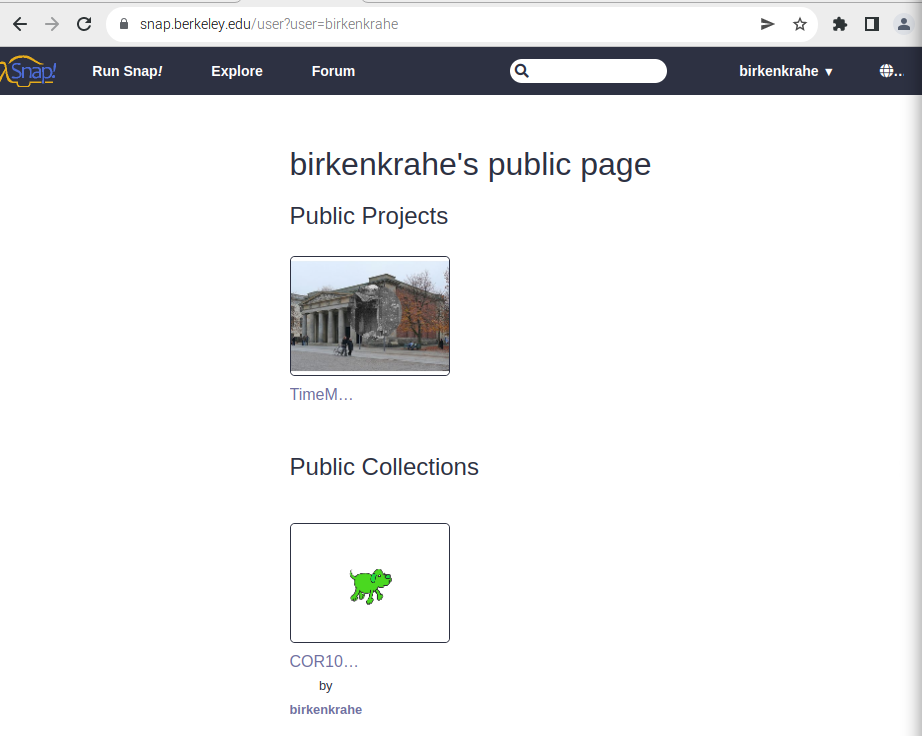 snap.berkeley.edu/user?user=birkenkrahe
Snap! Run Snap! Explore Forum birkenkrahe ▼ ...
birkenkrahe's public page
Public Projects
TimeM...
Public Collections
COR10...
by
birkenkrahe